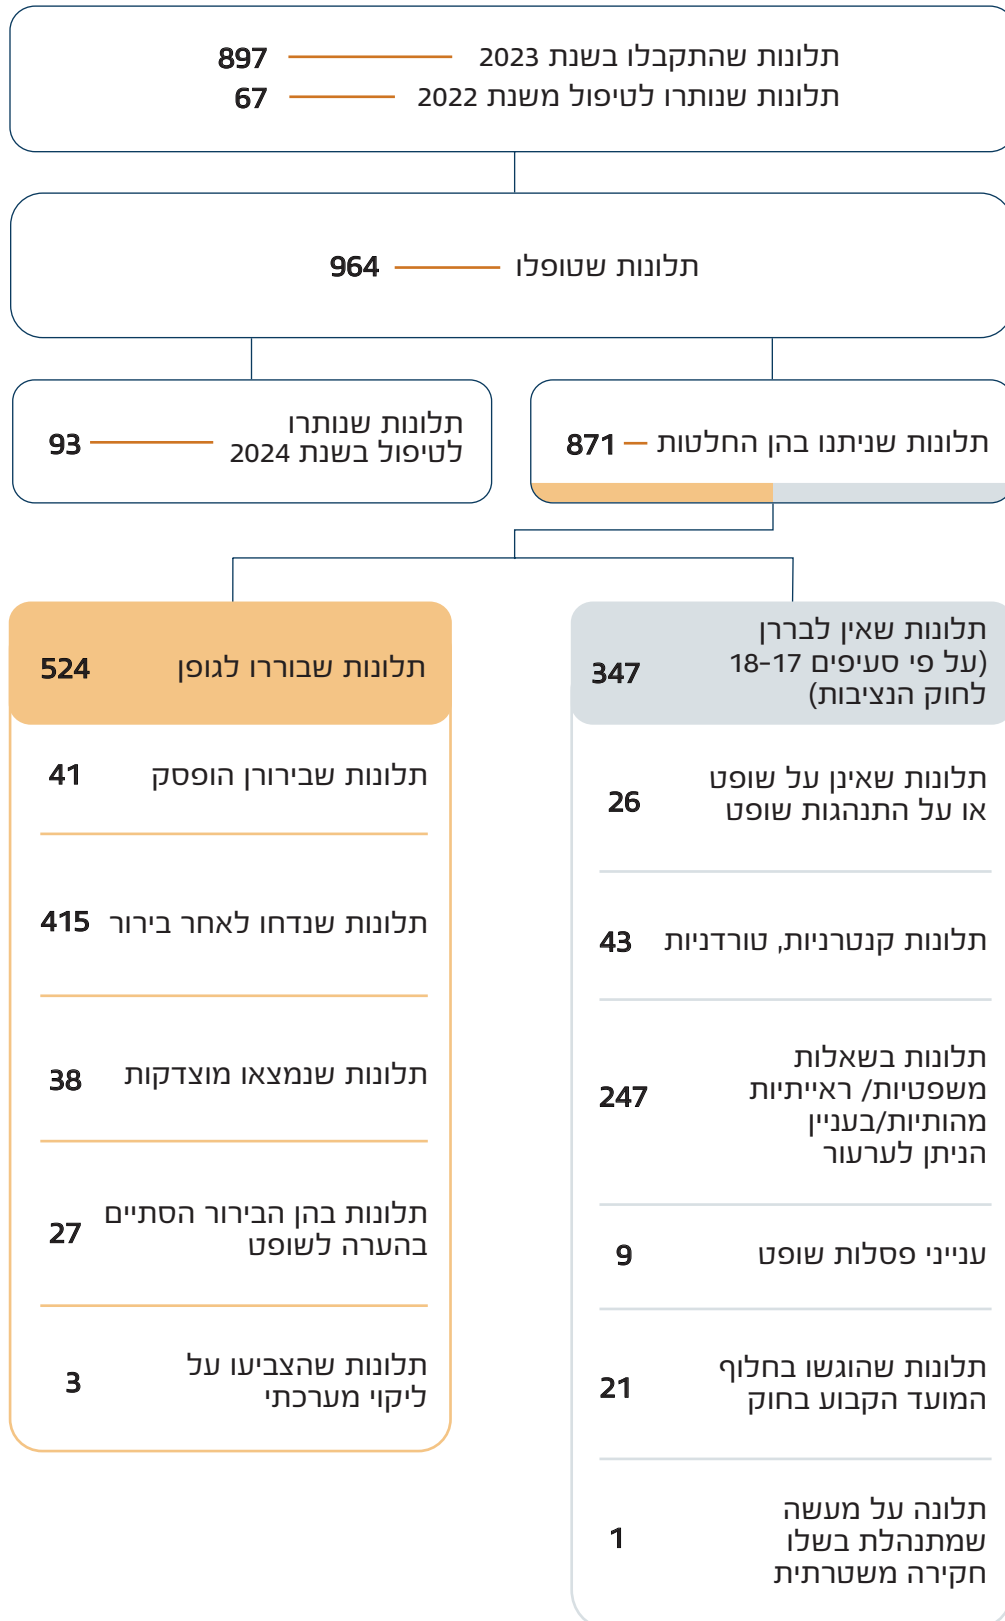 תלונות שהתקבלו בשנת 2023 897
תלונות שנותרו לטיפול משנת 2022 67
תלונות שטופלו 964
תלונות שניתנו בהן החלטות 871
תלונות שנותרו
לטיפול בשנת 2024 93
תלונות שאין לבררן
(על פי סעיפים 18-17
לחוק הנציבות)
347
תלונות שאינן על שופט
או על התנהגות שופט
26
תלונות קנטרניות, טורדניות 43
תלונות בשאלות
משפטיות/ ראייתיות
מהותיות/בעניין
הניתן לערעור
247
ענייני פסלות שופט 9
תלונות שהוגשו בחלוף
המועד הקבוע בחוק
21
תלונה על מעשה
שמתנהלת בשלו
חקירה משטרתית
1
תלונות שבוררו לגופן 524
תלונות שבירורן הופסק 41
תלונות שנדחו לאחר בירור 415
תלונות שנמצאו מוצדקות 38
תלונות בהן הבירור הסתיים
בהערה לשופט
27
תלונות שהצביעו על
ליקוי מערכתי
3